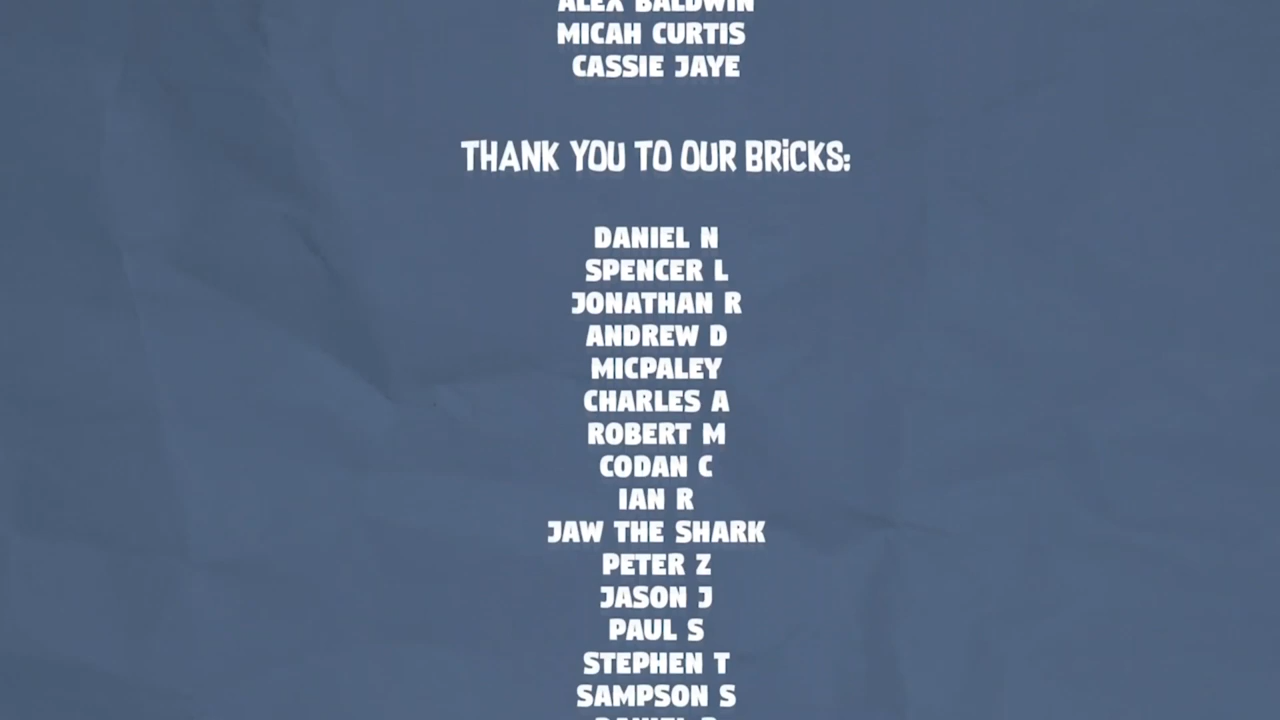 ALEX BALDWIN
MICAH CURTIS
CASSIE JAYE
THANK YOU TO OUR BRICKS:
DANIEL N
SPENCER L
JONATHAN R
ANDREW D
MICPALEY
CHARLES A
ROBERT M
CODAN C
IAN R
JAW THE SHARK
PETER Z
JASON J
PAUL S
STEPHEN T
SAMPSON S